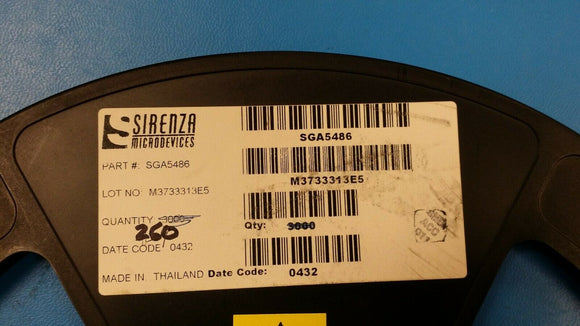 SIRENZA
MICRODEVICES
SGA5486
PART #: SGA5486
M3733313E5
LOT NO: M3733313E5
QUANTITY: 3000
260
Qty: 3000
DATE CODE: 0432
MADE IN: THAILAND Date Code: 0432